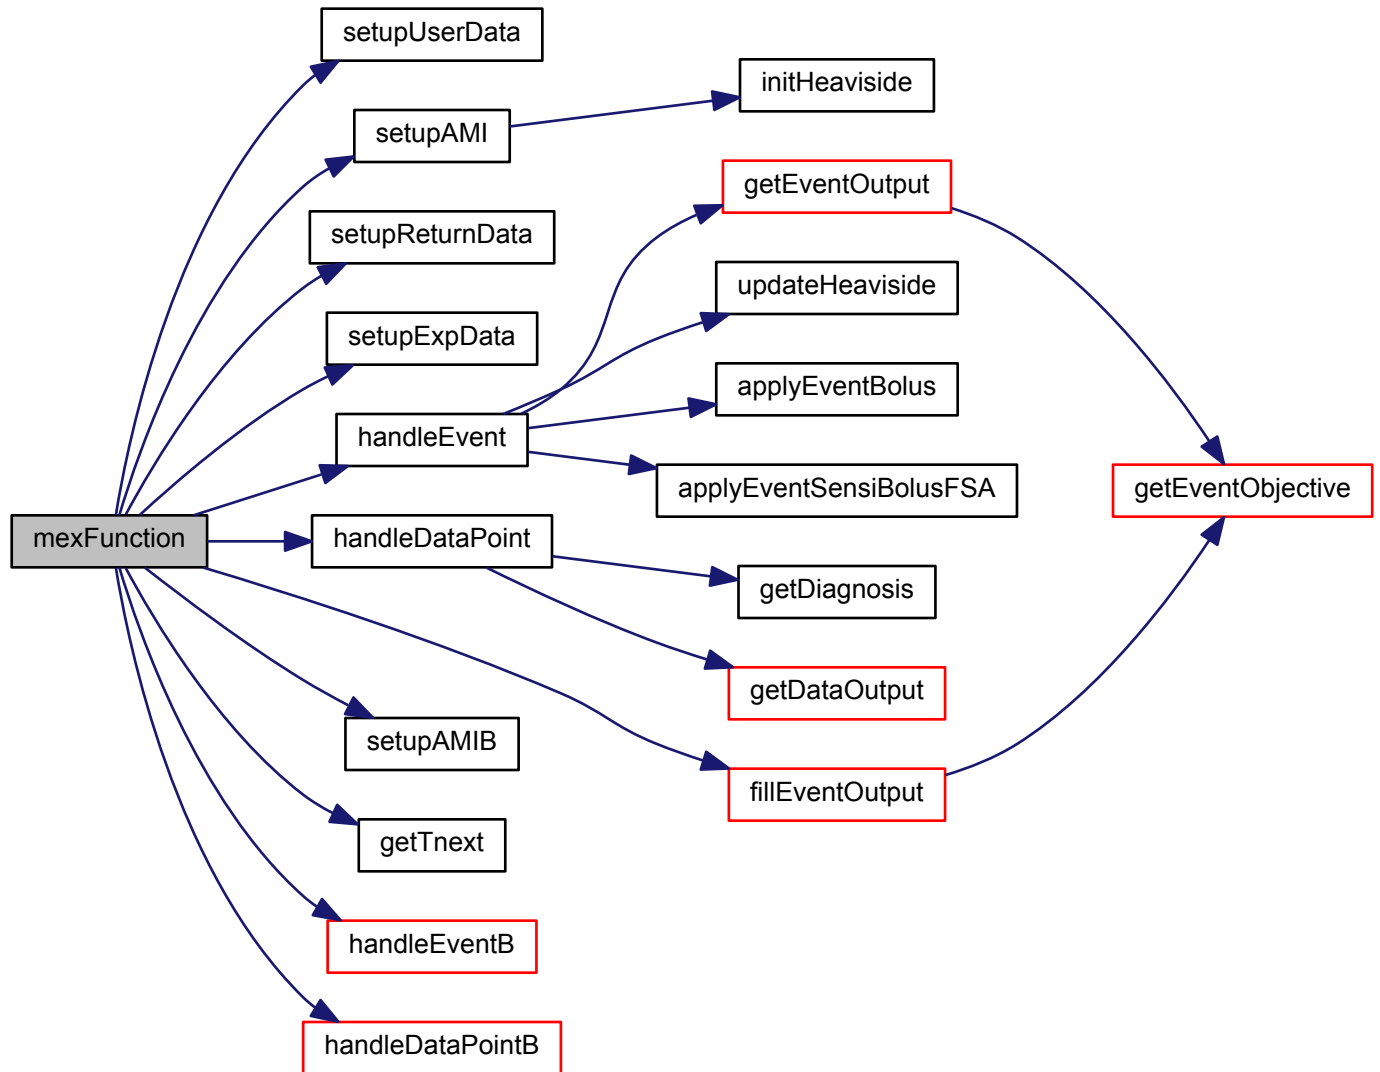 setupUserData
initHeaviside
setupAMI
getEventOutput
setupReturnData
updateHeaviside
setupExpData
applyEventBolus
handleEvent
applyEventSensiBolusFSA
getEventObjective
mexFunction
handleDataPoint
getDiagnosis
getDataOutput
setupAMIB
fillEventOutput
getTnext
handleEventB
handleDataPointB